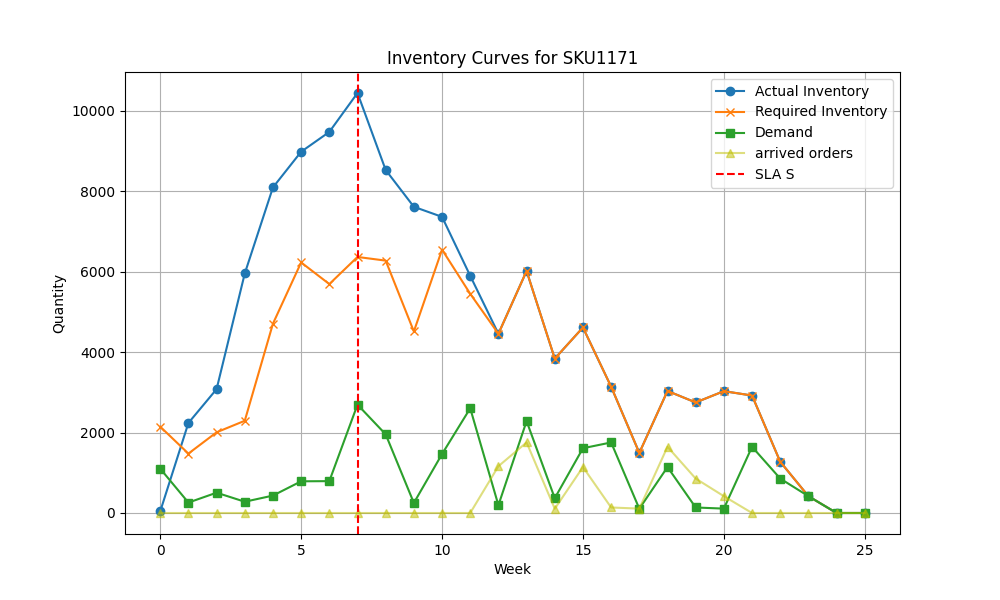 Inventory Curves for SKU1171
Actual Inventory
Required Inventory
Demand
arrived orders
SLA S
10000
8000
6000
4000
2000
0
Quantity
0 5 10 15 20 25
Week